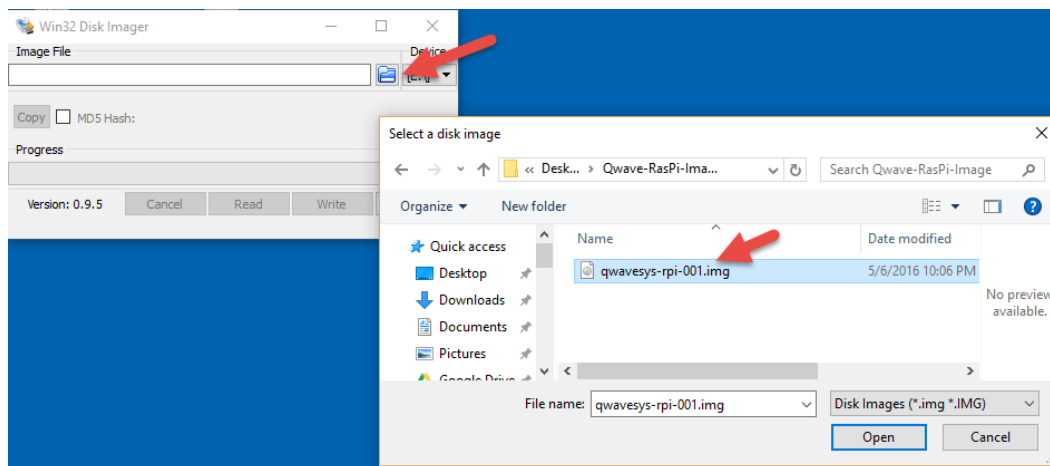 Win32 Disk Imager
Image File
Device
Copy
MD5 Hash:
Progress
Version: 0.9.5
Cancel
Read
Write
Select a disk image
« Desk... › Qwave-RasPi-Ima...
Search Qwave-RasPi-Image
Organize
New folder
Quick access
Desktop
Downloads
Documents
Pictures
Google Drive
Name
Date modified
qwavesys-rpi-001.img
5/6/2016 10:06 PM
No preview
available.
File name:
qwavesys-rpi-001.img
Disk Images (*.img *.IMG)
Open
Cancel